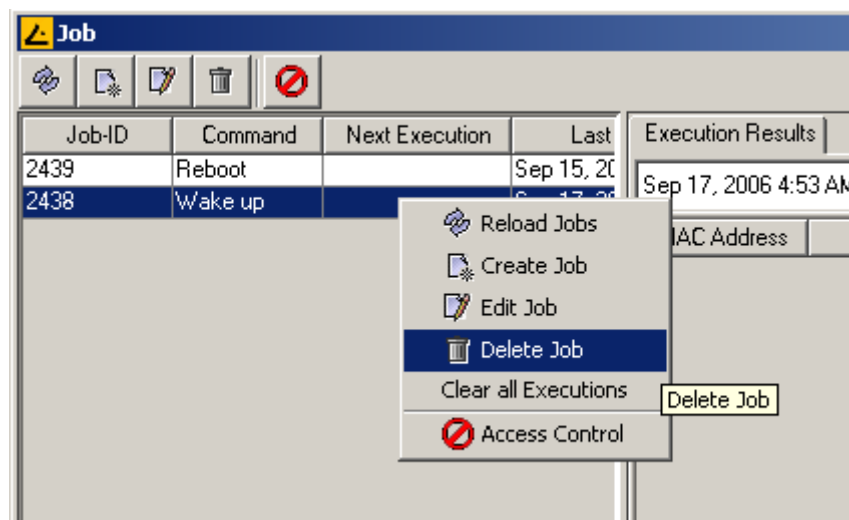 Job
Job-ID Command Next Execution Last
2439 Reboot Sep 15, 20
2438 Wake up
Execution Results
Sep 17, 2006 4:53 AM
MAC Address
Reload Jobs
Create Job
Edit Job
Delete Job
Clear all Executions
Delete Job
Access Control